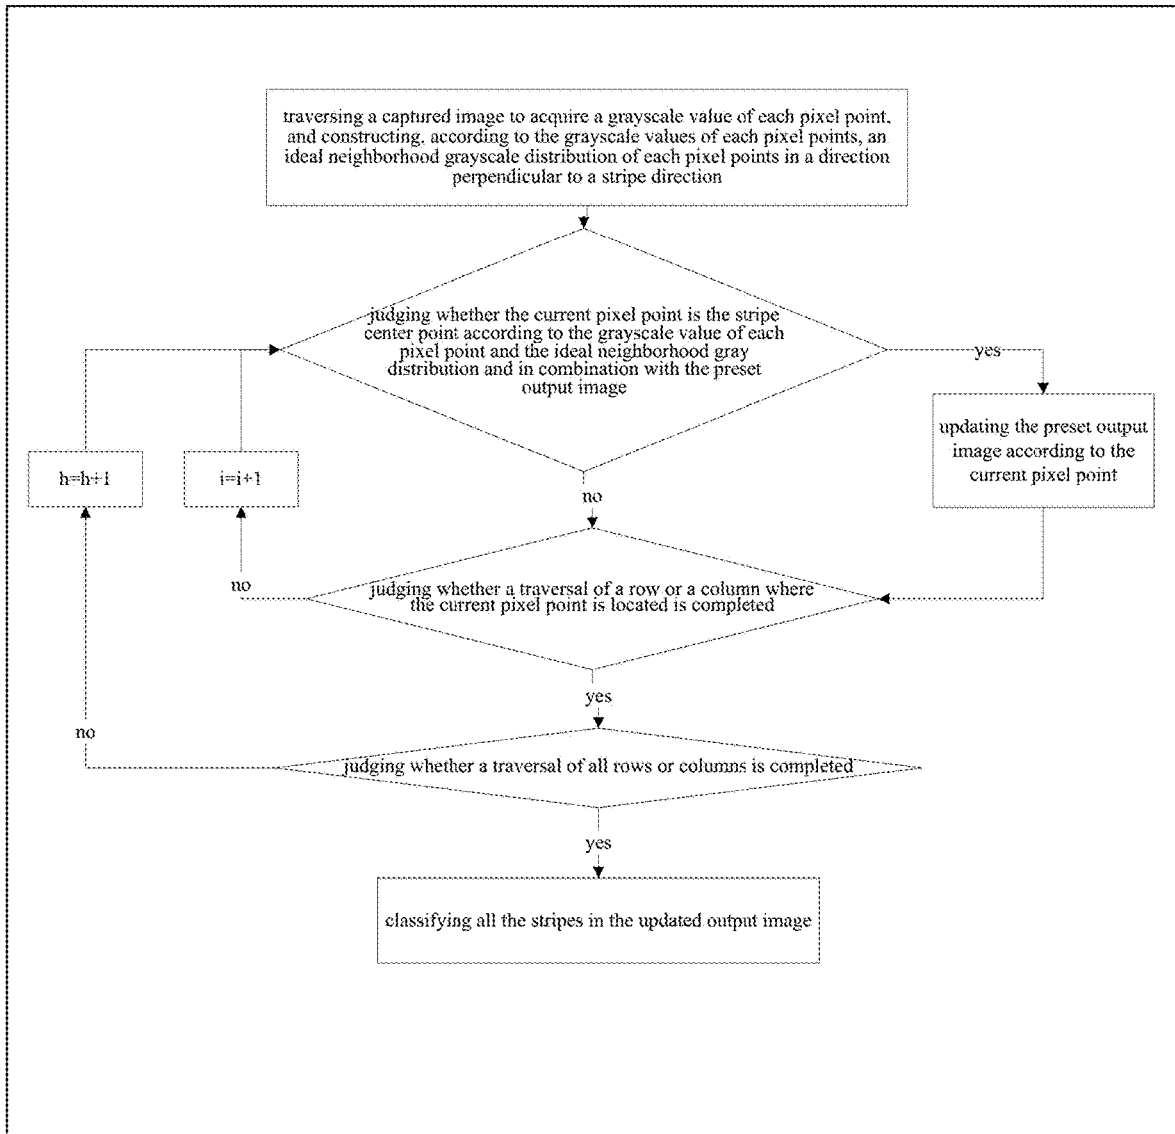 traversing a captured image to acquire a grayscale value of each pixel point,
and constructing, according to the grayscale values of each pixel points, an
ideal neighborhood grayscale distribution of each pixel points in a direction
perpendicular to a stripe direction
judging whether the current pixel point is the stripe
center point according to the grayscale value of each
pixel point and the ideal neighborhood gray
distribution and in combination with the preset
output image
yes
updating the preset output
image according to the
current pixel point
h=h+1
i=i+1
no
judging whether a traversal of a row or a column where
the current pixel point is located is completed
no
yes
no
judging whether a traversal of all rows or columns is completed
yes
classifying all the stripes in the updated output image